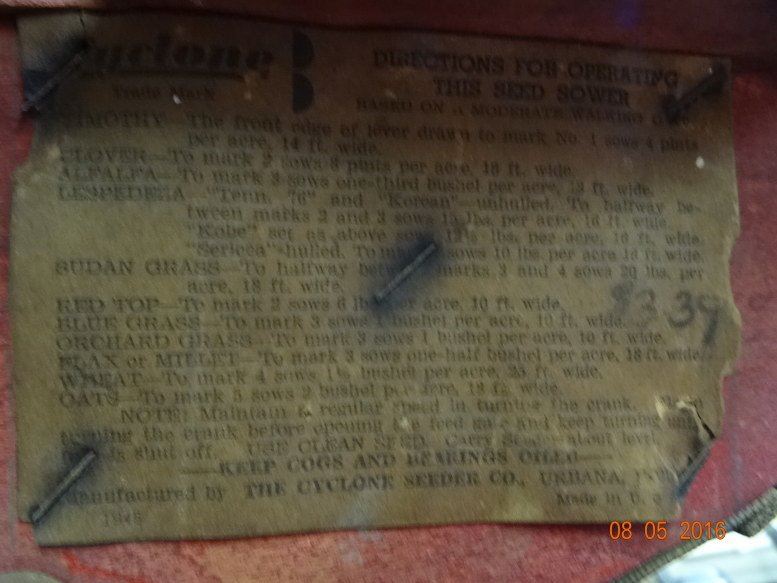 Cyclone
Trade Mark
DIRECTIONS FOR OPERATING
THIS SEED SOWER
BASED ON A MODERATE WALKING
TIMOTHY—The front edge of lever drawn to mark No. 1 sows 4 pints
per acre, 14 ft. wide.
CLOVER—To mark 2 sows 8 pints per acre, 18 ft. wide.
ALFALFA—To mark 3 sows one-third bushel per acre, 18 ft. wide.
LESPEDEZA—"Tenn. 76" and "Korean"—unhulled. To halfway be-
tween marks 2 and 3 sows 15 lbs. per acre, 16 ft. wide.
"Kobe" set as above sows 12½ lbs. per acre, 16 ft. wide
"Sericea"-hulled. To sows 10 lbs. per acre ft. wide.
SUDAN GRASS—To halfway between marks 3 and 4 sows 20 lbs. per
acre, 18 ft. wide.
RED TOP—To mark 2 sows 6 lbs. per acre, 10 ft. wide.
BLUE GRASS—To mark 3 sows 1 bushel per acre, 10 ft. wide.
ORCHARD GRASS—To mark 3 sows 1 bushel per acre, 10 ft. wide.
FLAX or MILLET—To mark 3 sows one-half bushel per acre, 18 ft. wide.
WHEAT—To mark 4 sows 1¼ bushel per acre, 25 ft. wide.
OATS—To mark 5 sows 2 bushel per acre, 18 ft. wide.
$3.39
NOTE: Maintain a regular speed in turning the crank.
turning the crank before opening the feed gate and keep turning
is shut off. USE CLEAN SEED. Carry Seeder about level.
—KEEP COGS AND BEARINGS OILED—
Manufactured by THE CYCLONE SEEDER CO., URBANA,
Made in U. S.
1945
08 05 2016